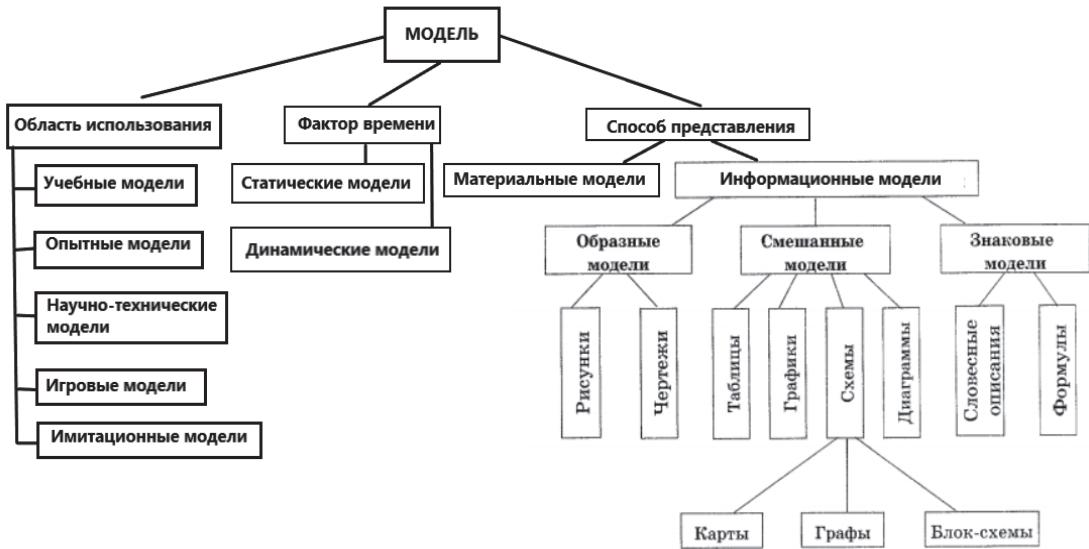 МОДЕЛЬ
Область использования
Фактор времени
Способ представления
Учебные модели
Опытные модели
Научно-технические
модели
Игровые модели
Имитационные модели
Статические модели
Динамические модели
Материальные модели
Информационные модели
Образные
модели
Смешанные
модели
Знаковые
модели
Рисунки
Чертежи
Таблицы
Графики
Схемы
Диаграммы
Словесные
описания
Формулы
Карты
Графы
Блок-схемы